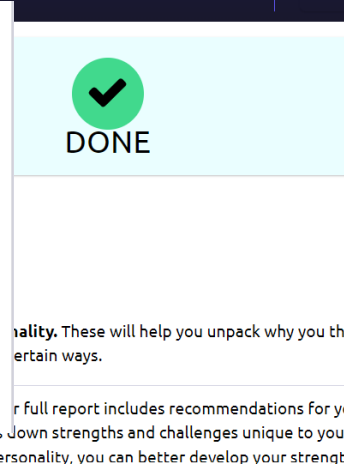 DONE
nality. These will help you unpack why you th
ertain ways.
r full report includes recommendations for y
down strengths and challenges unique to you
ersonality, you can better develop your strengt